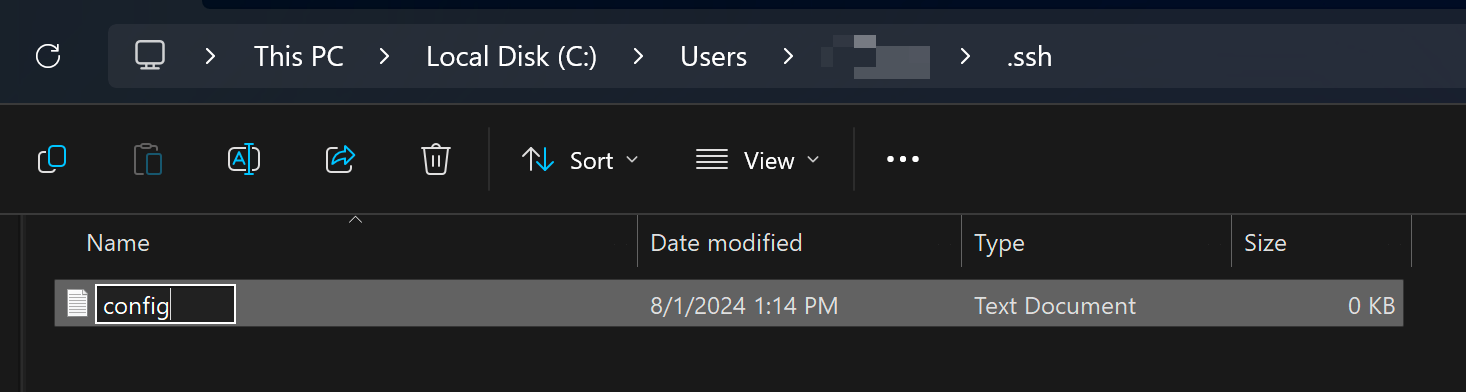 This PC Local Disk (C:) Users .ssh
Sort View
Name Date modified Type Size
config 8/1/2024 1:14 PM Text Document 0 KB